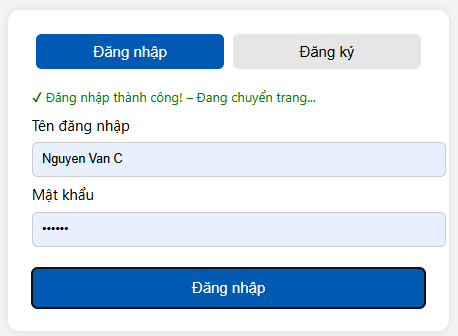 Đăng nhập Đăng ký
✔ Đăng nhập thành công! – Đang chuyển trang...
Tên đăng nhập
Nguyen Van C
Mật khẩu
••••••
Đăng nhập